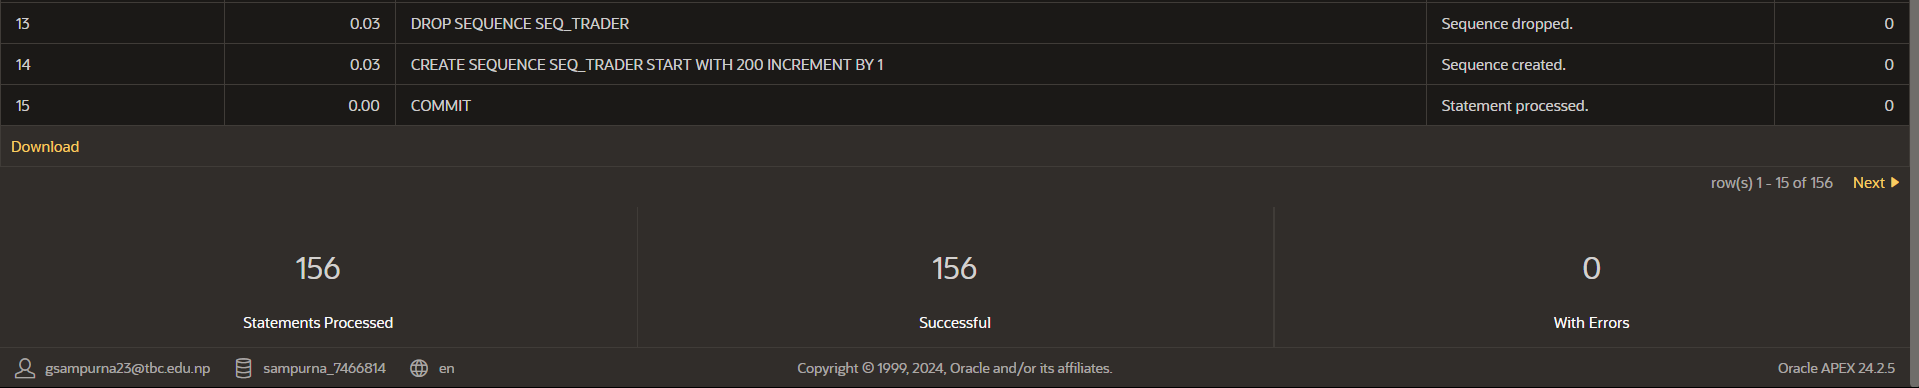 13 0.03 DROP SEQUENCE SEQ_TRADER Sequence dropped. 0
14 0.03 CREATE SEQUENCE SEQ_TRADER START WITH 200 INCREMENT BY 1 Sequence created. 0
15 0.00 COMMIT Statement processed. 0
Download
row(s) 1 - 15 of 156 Next
156 156 0
Statements Processed Successful With Errors
gsampurna23@tbc.edu.np sampurna_7466814 en Copyright © 1999, 2024, Oracle and/or its affiliates. Oracle APEX 24.2.5